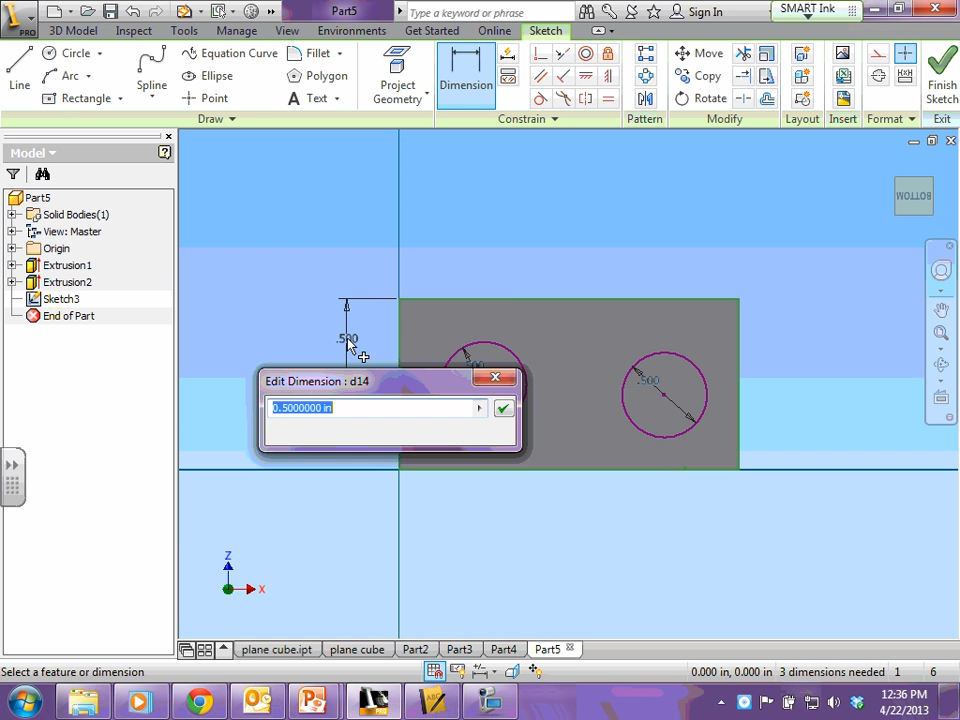 Part5
Type a keyword or phrase
Sign In
SMART Ink
PRO
3D Model Inspect Tools Manage View Environments Get Started Online Sketch
Line
Circle
Arc
Rectangle
Spline
Equation Curve
Ellipse
Point
Fillet
Polygon
Text
Project
Geometry
Dimension
Move
Copy
Rotate
Finish
Sketch
Draw
Constrain
Pattern
Modify
Layout
Insert
Format
Exit
Model
Part5
Solid Bodies(1)
View: Master
Origin
Extrusion1
Extrusion2
Sketch3
End of Part
BOTTOM
.500
.500
.500
Edit Dimension : d14
0.5000000 in
Z
X
plane cube.ipt
plane cube
Part2
Part3
Part4
Part5
Select a feature or dimension
0.000 in, 0.000 in 3 dimensions needed 1 6
12:36 PM
4/22/2013